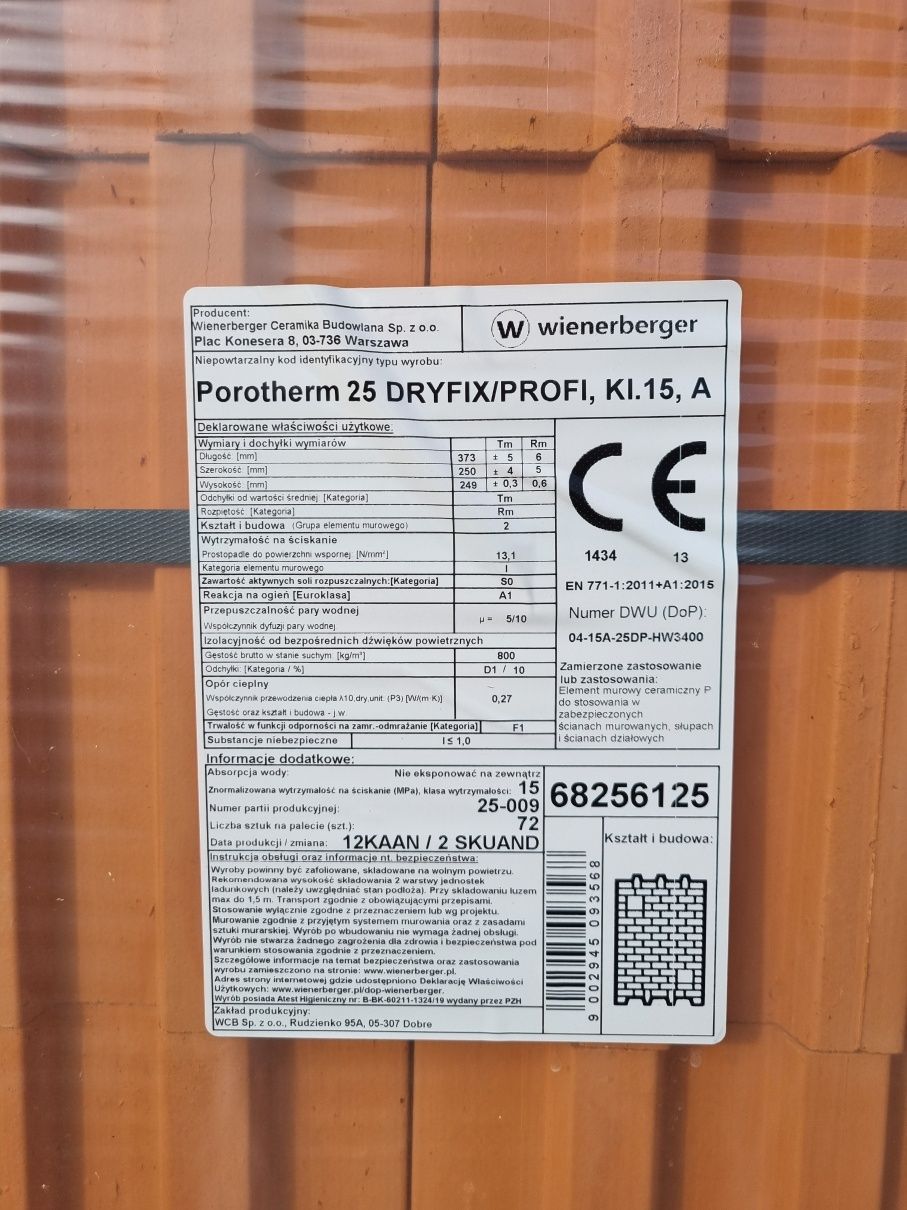 Producent:
Wienerberger Ceramika Budowlana Sp. z o.o.
Plac Konesera 8, 03-736 Warszawa
W wienerberger
Niepowtarzalny kod identyfikacyjny typu wyrobu:
Porotherm 25 DRYFIX/PROFI, Kl.15, A
Deklarowane właściwości użytkowe:
Wymiary i dochyłki wymiarów Tm Rm
Długość: [mm] 373 ± 5 6
Szerokość: [mm] 250 ± 4 5
Wysokość: [mm] 249 ± 0,3 0,6
Odchyłki od wartości średniej: [Kategoria] Tm
Rozpiętość: [Kategoria] Rm
Kształt i budowa (Grupa elementu murowego) 2
Wytrzymałość na ściskanie
Prostopadłe do powierzchni wspornej: [N/mm²] 13,1
Kategoria elementu murowego I
Zawartość aktywnych soli rozpuszczalnych:[Kategoria] S0
Reakcja na ogień [Euroklasa] A1
Przepuszczalność pary wodnej
Współczynnik dyfuzji pary wodnej: μ = 5/10
Izolacyjność od bezpośrednich dźwięków powietrznych
Gęstość brutto w stanie suchym: [kg/m³] 800
Odchyłki: [Kategoria / %] D1 / 10
Opór cieplny
Współczynnik przewodzenia ciepła λ10,dry,unit: (P3) [W/(m·K)] 0,27
Gęstość oraz kształt i budowa - j.w.
Trwałość w funkcji odporności na zamr.-odmrażanie [Kategoria] F1
Substancje niebezpieczne I ≤ 1,0
CE
1434 13
EN 771-1:2011+A1:2015
Numer DWU (DoP):
04-15A-25DP-HW3400
Zamierzone zastosowanie
lub zastosowania:
Element murowy ceramiczny P
do stosowania w
zabezpieczonych
ścianach murowanych, słupach
i ścianach działowych
Informacje dodatkowe:
Absorpcja wody: Nie eksponować na zewnątrz
Znormalizowana wytrzymałość na ściskanie (MPa), klasa wytrzymałości: 15
Numer partii produkcyjnej: 25-009
Liczba sztuk na palecie (szt.): 72
Data produkcji / zmiana: 12KAAN / 2 SKUAND
68256125
Instrukcja obsługi oraz informacje nt. bezpieczeństwa:
Wyroby powinny być zafoliowane, składowane na wolnym powietrzu.
Rekomendowana wysokość składowania 2 warstwy jednostek
ładunkowych (należy uwzględniać stan podłoża). Przy składowaniu luzem
max do 1,5 m. Transport zgodnie z obowiązującymi przepisami.
Stosowanie wyłącznie zgodne z przeznaczeniem lub wg projektu.
Murowanie zgodnie z przyjętym systemem murowania oraz z zasadami
sztuki murarskiej. Wyrób po wbudowaniu nie wymaga żadnej obsługi.
Wyrób nie stwarza żadnego zagrożenia dla zdrowia i bezpieczeństwa pod
warunkiem stosowania zgodnie z przeznaczeniem.
Szczegółowe informacje na temat bezpieczeństwa oraz zastosowania
wyrobu zamieszczono na stronie: www.wienerberger.pl.
Adres strony internetowej gdzie udostępniono Deklarację Właściwości
Użytkowych: www.wienerberger.pl/dop-wienerberger.
Wyrób posiada Atest Higieniczny nr: B-BK-60211-1324/19 wydany przez PZH
9 002945 093568
Kształt i budowa:
Zakład produkcyjny:
WCB Sp. z o.o., Rudzienko 95A, 05-307 Dobre